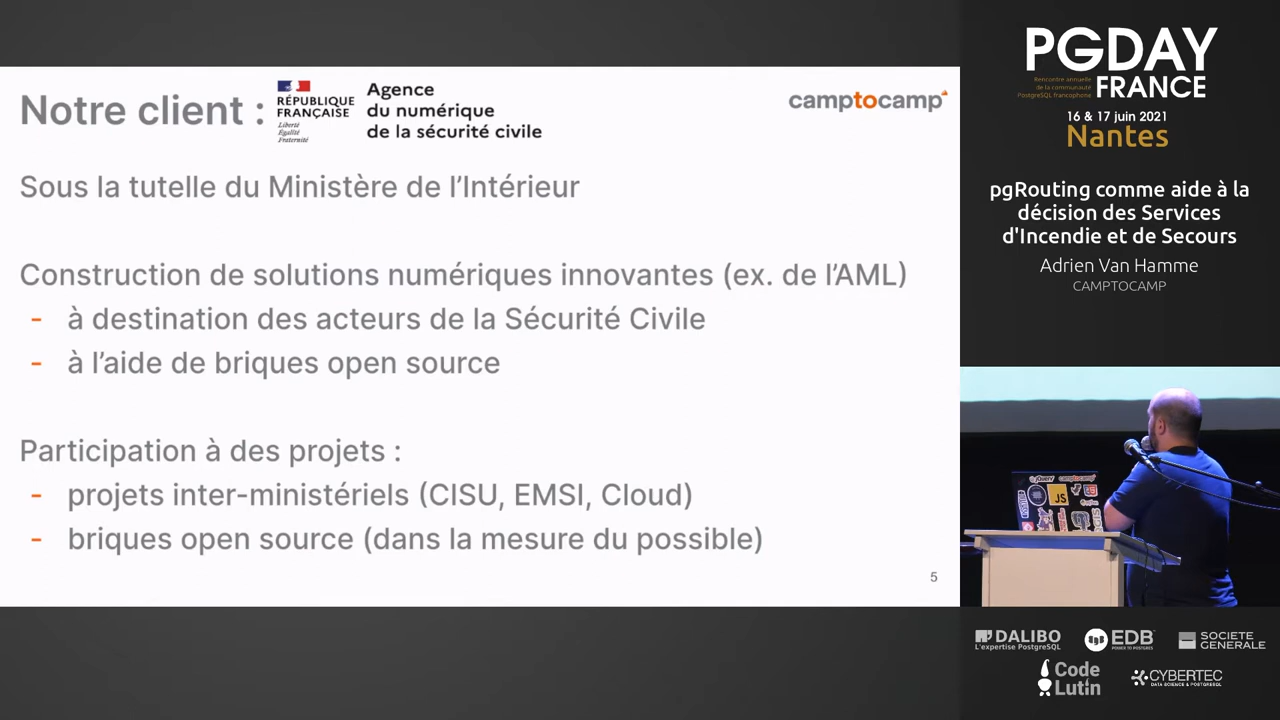 Notre client :
RÉPUBLIQUE
FRANÇAISE
Liberté
Égalité
Fraternité
Agence
du numérique
de la sécurité civile
camptocamp
Sous la tutelle du Ministère de l'Intérieur
Construction de solutions numériques innovantes (ex. de l'AML)
- à destination des acteurs de la Sécurité Civile
- à l'aide de briques open source
Participation à des projets :
- projets inter-ministériels (CISU, EMSI, Cloud)
- briques open source (dans la mesure du possible)
5
PGDAY
FRANCE
Rencontre annuelle
de la communauté
PostgreSQL francophone
16 & 17 juin 2021
Nantes
pgRouting comme aide à la
décision des Services
d'Incendie et de Secours
Adrien Van Hamme
CAMPTOCAMP
jQuery
camptocamp
JS
DALIBO
L'expertise PostgreSQL
EDB
POWER TO POSTGRES
SOCIETE
GENERALE
Code
Lutin
CYBERTEC
DATA SCIENCE & POSTGRESQL